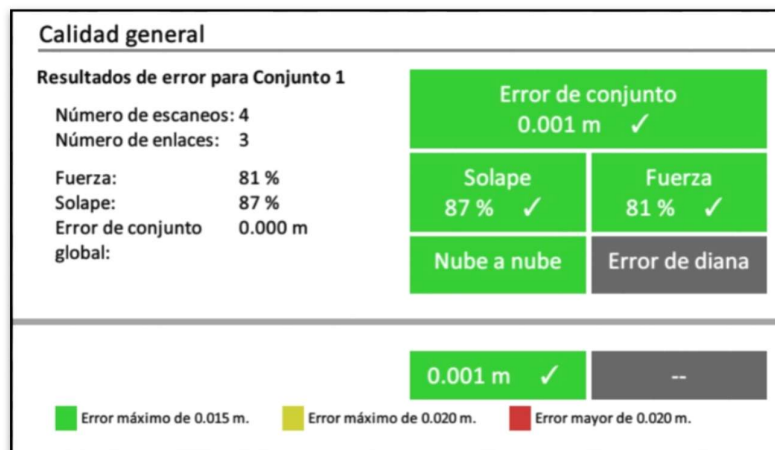 Calidad general
Resultados de error para Conjunto 1
Número de escaneos: 4
Número de enlaces: 3
Fuerza: 81 %
Solape: 87 %
Error de conjunto global: 0.000 m
Error de conjunto
0.001 m ✓
Solape
87 % ✓
Fuerza
81 % ✓
Nube a nube
Error de diana
0.001 m ✓
--
Error máximo de 0.015 m.
Error máximo de 0.020 m.
Error mayor de 0.020 m.